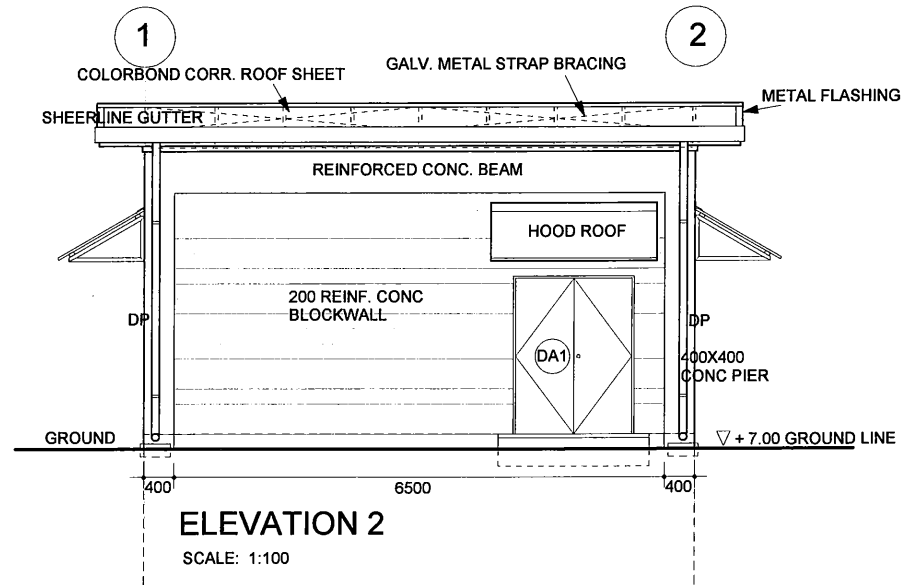 1
2
COLORBOND CORR. ROOF SHEET
GALV. METAL STRAP BRACING
METAL FLASHING
SHEERLINE GUTTER
REINFORCED CONC. BEAM
HOOD ROOF
200 REINF. CONC
BLOCKWALL
DP
DP
DA1
400X400
CONC PIER
GROUND
+ 7.00 GROUND LINE
400
6500
400
ELEVATION 2
SCALE: 1:100